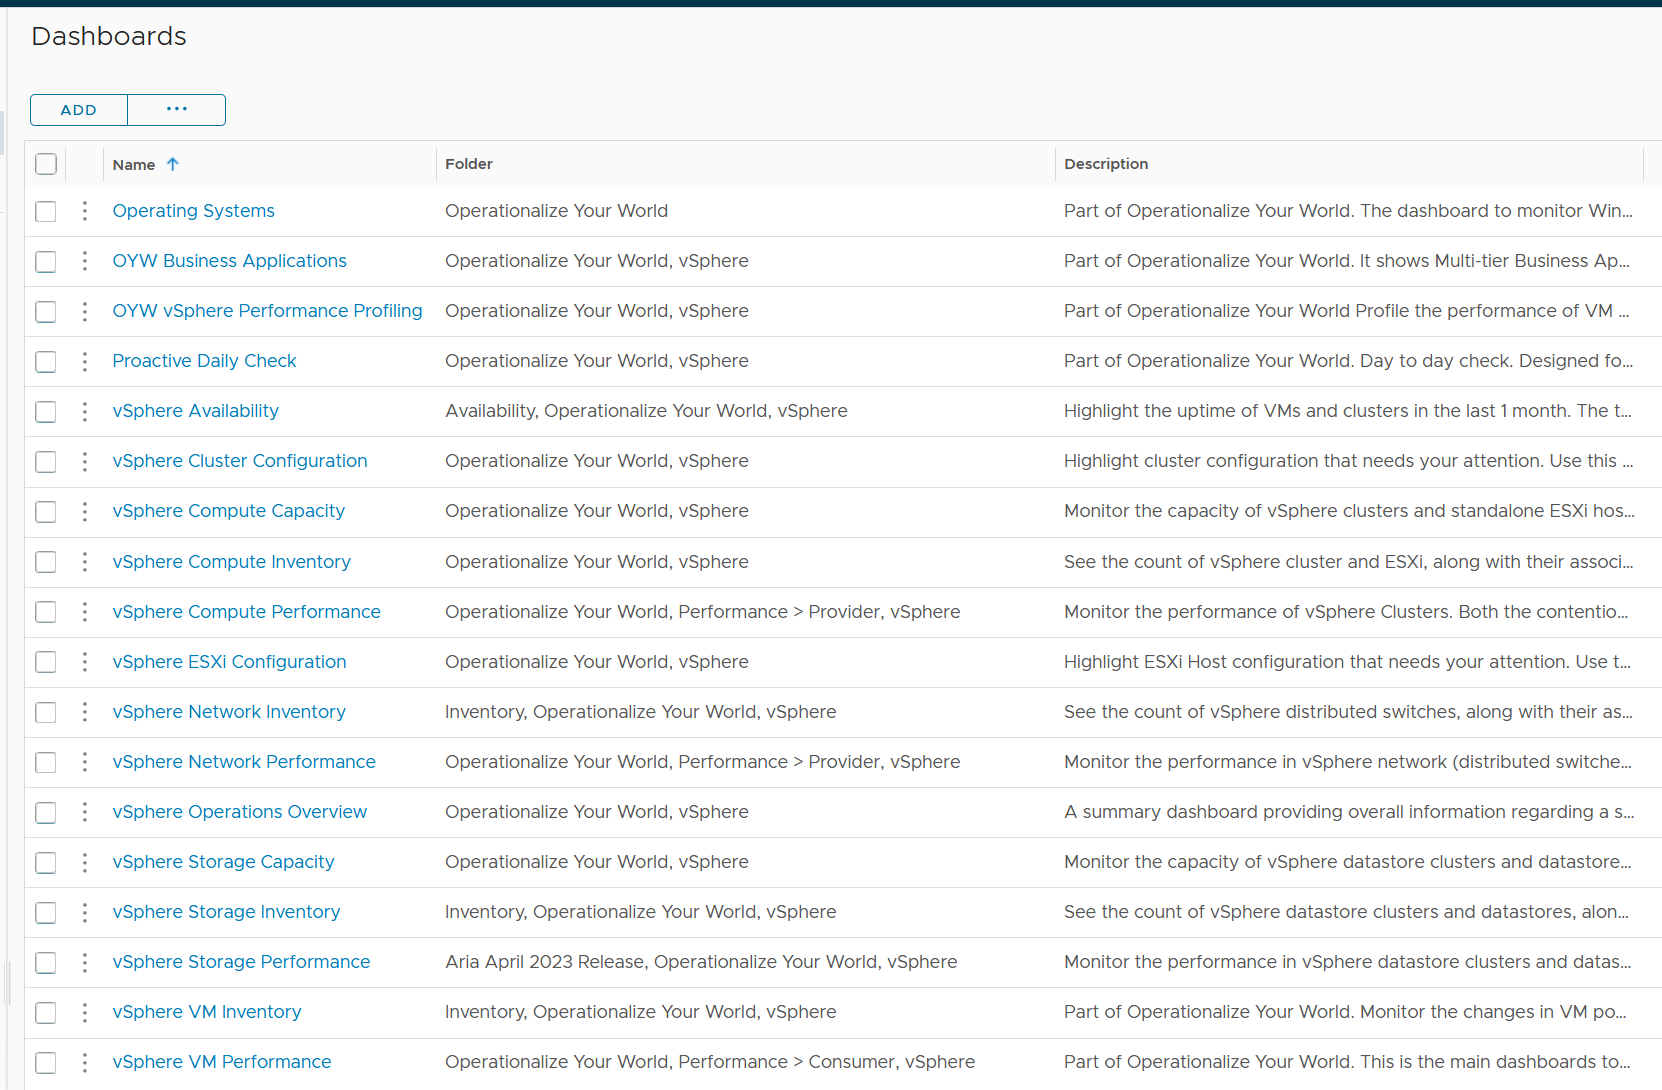 Dashboards
ADD ...
Name ↑ Folder Description
Operating Systems Operationalize Your World Part of Operationalize Your World. The dashboard to monitor Win...
OYW Business Applications Operationalize Your World, vSphere Part of Operationalize Your World. It shows Multi-tier Business Ap...
OYW vSphere Performance Profiling Operationalize Your World, vSphere Part of Operationalize Your World Profile the performance of VM ...
Proactive Daily Check Operationalize Your World, vSphere Part of Operationalize Your World. Day to day check. Designed fo...
vSphere Availability Availability, Operationalize Your World, vSphere Highlight the uptime of VMs and clusters in the last 1 month. The t...
vSphere Cluster Configuration Operationalize Your World, vSphere Highlight cluster configuration that needs your attention. Use this ...
vSphere Compute Capacity Operationalize Your World, vSphere Monitor the capacity of vSphere clusters and standalone ESXi hos...
vSphere Compute Inventory Operationalize Your World, vSphere See the count of vSphere cluster and ESXi, along with their associ...
vSphere Compute Performance Operationalize Your World, Performance > Provider, vSphere Monitor the performance of vSphere Clusters. Both the contentio...
vSphere ESXi Configuration Operationalize Your World, vSphere Highlight ESXi Host configuration that needs your attention. Use t...
vSphere Network Inventory Inventory, Operationalize Your World, vSphere See the count of vSphere distributed switches, along with their as...
vSphere Network Performance Operationalize Your World, Performance > Provider, vSphere Monitor the performance in vSphere network (distributed switche...
vSphere Operations Overview Operationalize Your World, vSphere A summary dashboard providing overall information regarding a s...
vSphere Storage Capacity Operationalize Your World, vSphere Monitor the capacity of vSphere datastore clusters and datastore...
vSphere Storage Inventory Inventory, Operationalize Your World, vSphere See the count of vSphere datastore clusters and datastores, alon...
vSphere Storage Performance Aria April 2023 Release, Operationalize Your World, vSphere Monitor the performance in vSphere datastore clusters and datas...
vSphere VM Inventory Inventory, Operationalize Your World, vSphere Part of Operationalize Your World. Monitor the changes in VM po...
vSphere VM Performance Operationalize Your World, Performance > Consumer, vSphere Part of Operationalize Your World. This is the main dashboards to...